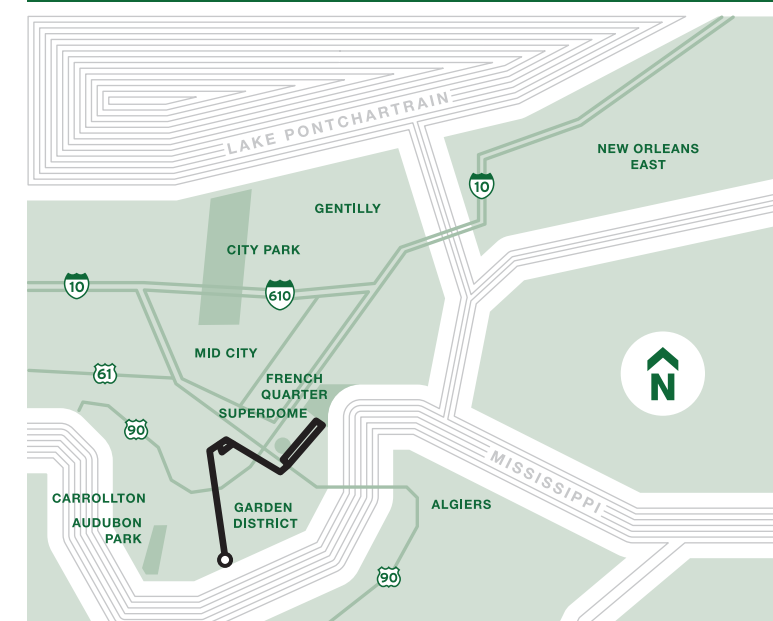 LAKE PONTCHARTRAIN
NEW ORLEANS
EAST
10
GENTILLY
CITY PARK
10
610
MID CITY
61
FRENCH
QUARTER
SUPERDOME
N
90
MISSISSIPPI
CARROLLTON
AUDUBON
PARK
GARDEN
DISTRICT
ALGIERS
90